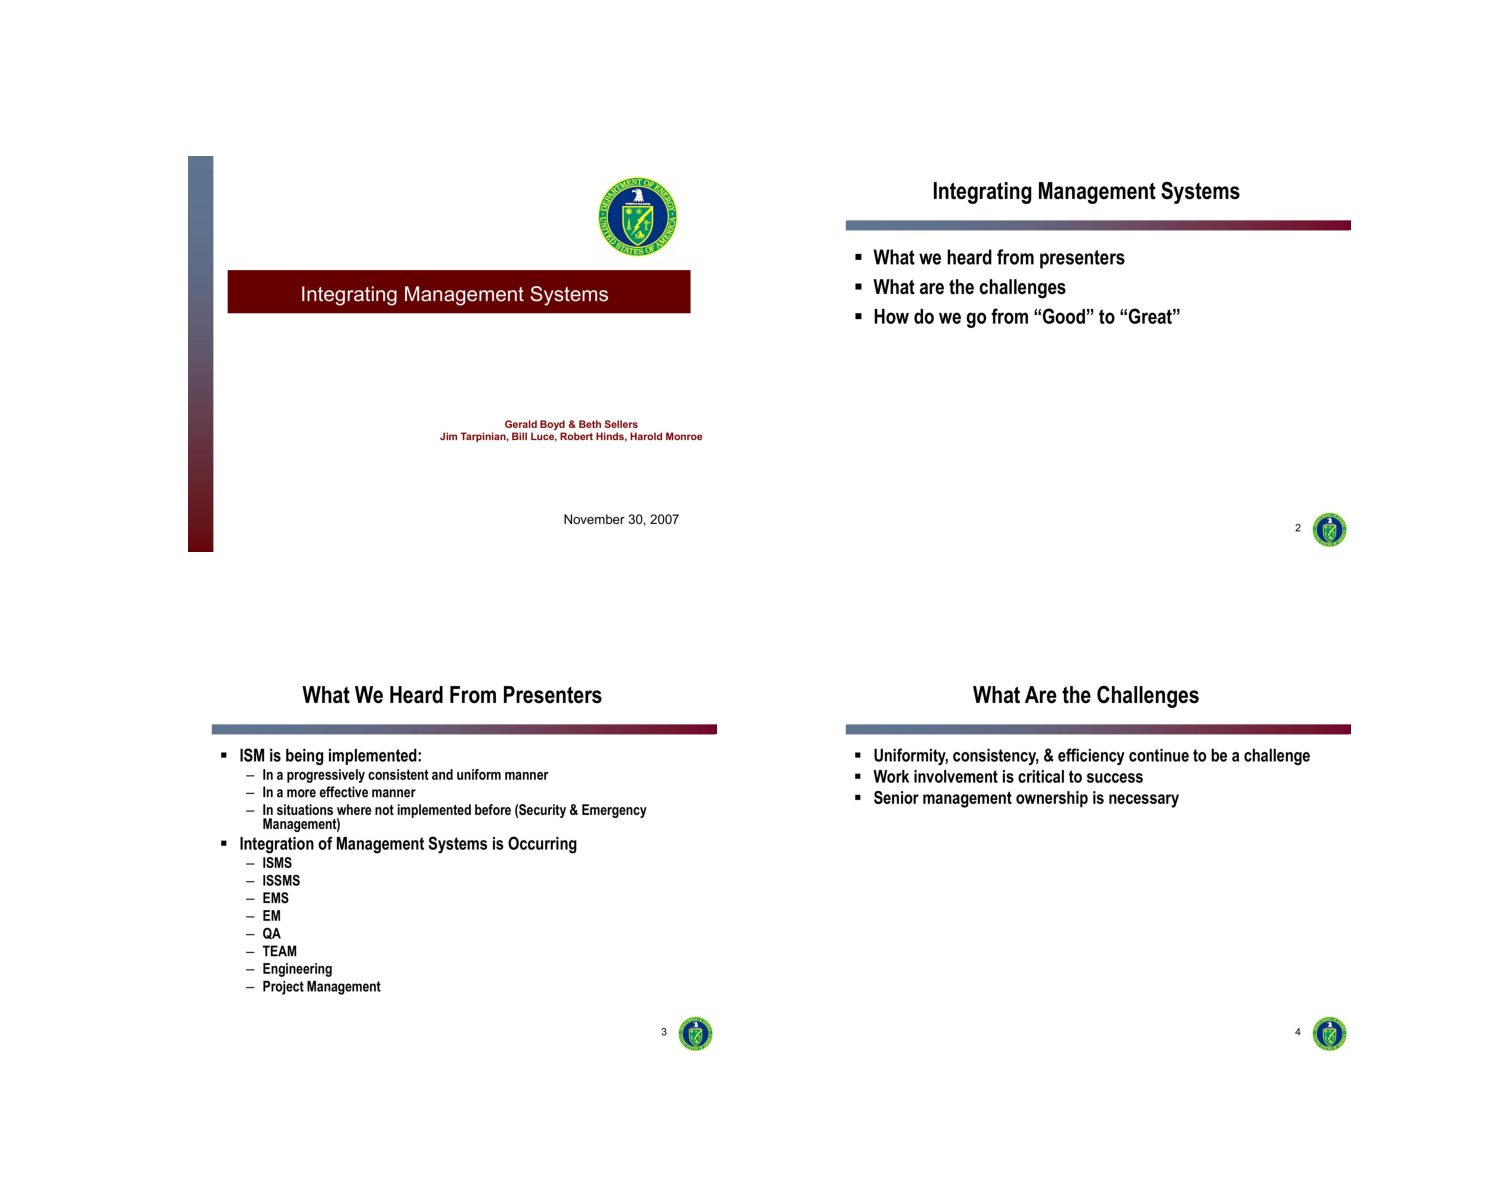 DEPARTMENT OF ENERGY
UNITED STATES OF AMERICA
Integrating Management Systems
Gerald Boyd & Beth Sellers
Jim Tarpinian, Bill Luce, Robert Hinds, Harold Monroe
November 30, 2007
Integrating Management Systems
▪ What we heard from presenters
▪ What are the challenges
▪ How do we go from “Good” to “Great”
2
What We Heard From Presenters
▪ ISM is being implemented:
– In a progressively consistent and uniform manner
– In a more effective manner
– In situations where not implemented before (Security & Emergency
Management)
▪ Integration of Management Systems is Occurring
– ISMS
– ISSMS
– EMS
– EM
– QA
– TEAM
– Engineering
– Project Management
3
What Are the Challenges
▪ Uniformity, consistency, & efficiency continue to be a challenge
▪ Work involvement is critical to success
▪ Senior management ownership is necessary
4